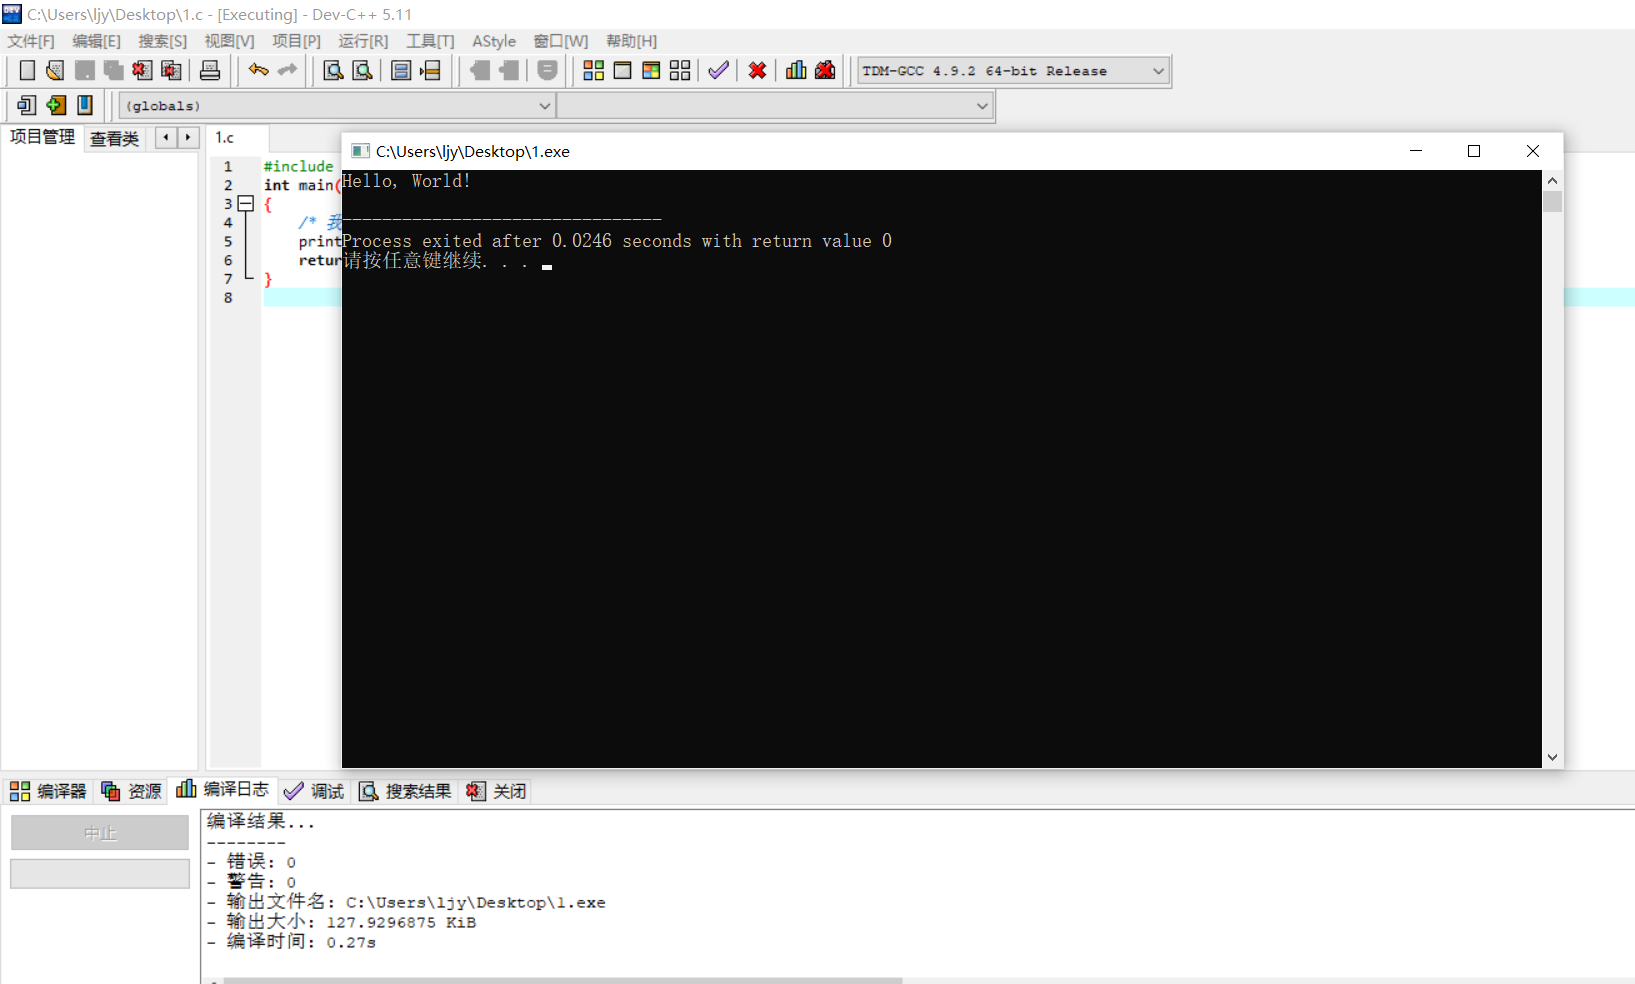 C:\Users\ljy\Desktop\1.c - [Executing] - Dev-C++ 5.11
文件[F] 编辑[E] 搜索[S] 视图[V] 项目[P] 运行[R] 工具[T] AStyle 窗口[W] 帮助[H]
TDM-GCC 4.9.2 64-bit Release
(globals)
项目管理 查看类 1.c
C:\Users\ljy\Desktop\1.exe
1 #include
2 int main(
3 {
4 /* 我
5 print
6 retur
7 }
8
Hello, World!
--------------------------------
Process exited after 0.0246 seconds with return value 0
请按任意键继续. . .
编译器 资源 编译日志 调试 搜索结果 关闭
中止
编译结果...
--------
- 错误: 0
- 警告: 0
- 输出文件名: C:\Users\ljy\Desktop\1.exe
- 输出大小: 127.9296875 KiB
- 编译时间: 0.27s